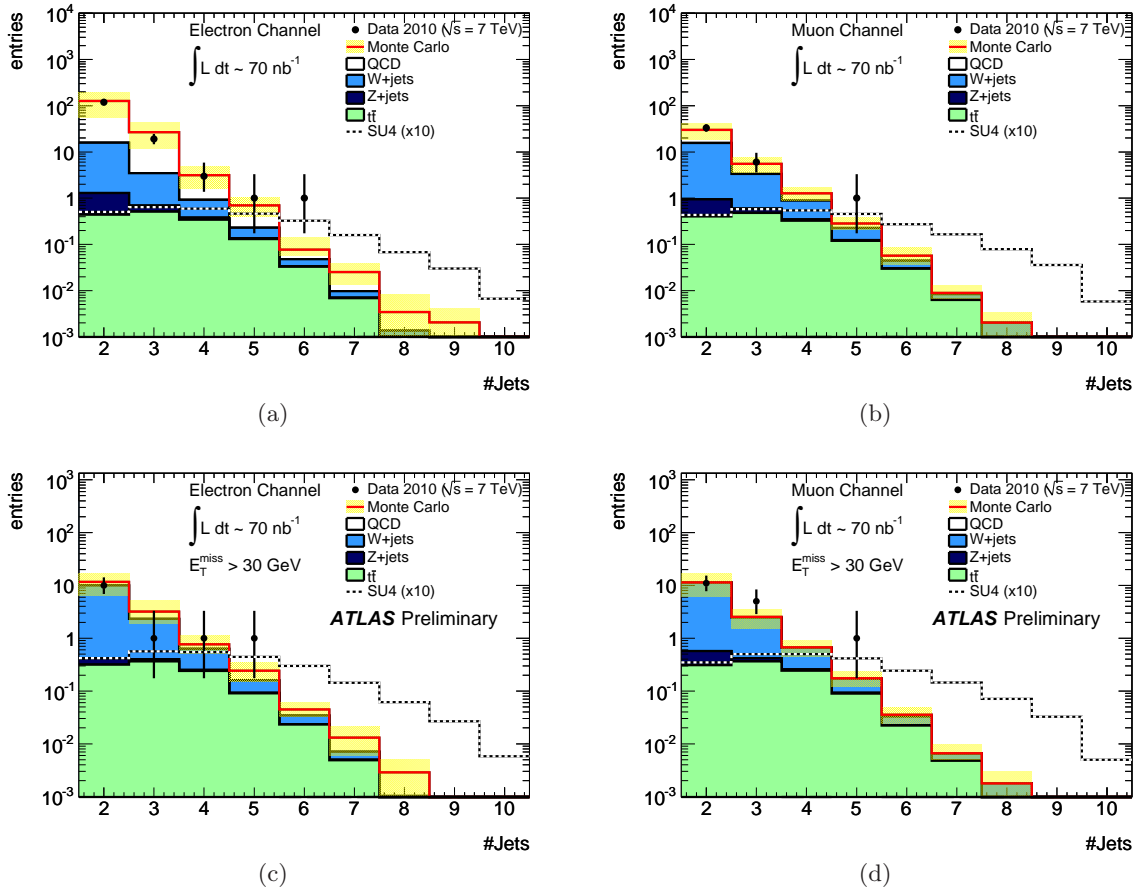 entries
10⁴
10³
10²
10
1
10⁻¹
10⁻²
10⁻³
2 3 4 5 6 7 8 9 10
#Jets
Electron Channel
∫L dt ~ 70 nb⁻¹
Data 2010 (√s = 7 TeV)
Monte Carlo
QCD
W+jets
Z+jets
tt̄
SU4 (x10)
(a)
entries
10⁴
10³
10²
10
1
10⁻¹
10⁻²
10⁻³
2 3 4 5 6 7 8 9 10
#Jets
Muon Channel
∫L dt ~ 70 nb⁻¹
Data 2010 (√s = 7 TeV)
Monte Carlo
QCD
W+jets
Z+jets
tt̄
SU4 (x10)
(b)
entries
10³
10²
10
1
10⁻¹
10⁻²
10⁻³
2 3 4 5 6 7 8 9 10
#Jets
Electron Channel
∫L dt ~ 70 nb⁻¹
E_T^miss > 30 GeV
Data 2010 (√s = 7 TeV)
Monte Carlo
QCD
W+jets
Z+jets
tt̄
SU4 (x10)
ATLAS Preliminary
(c)
entries
10³
10²
10
1
10⁻¹
10⁻²
10⁻³
2 3 4 5 6 7 8 9 10
#Jets
Muon Channel
∫L dt ~ 70 nb⁻¹
E_T^miss > 30 GeV
Data 2010 (√s = 7 TeV)
Monte Carlo
QCD
W+jets
Z+jets
tt̄
SU4 (x10)
ATLAS Preliminary
(d)